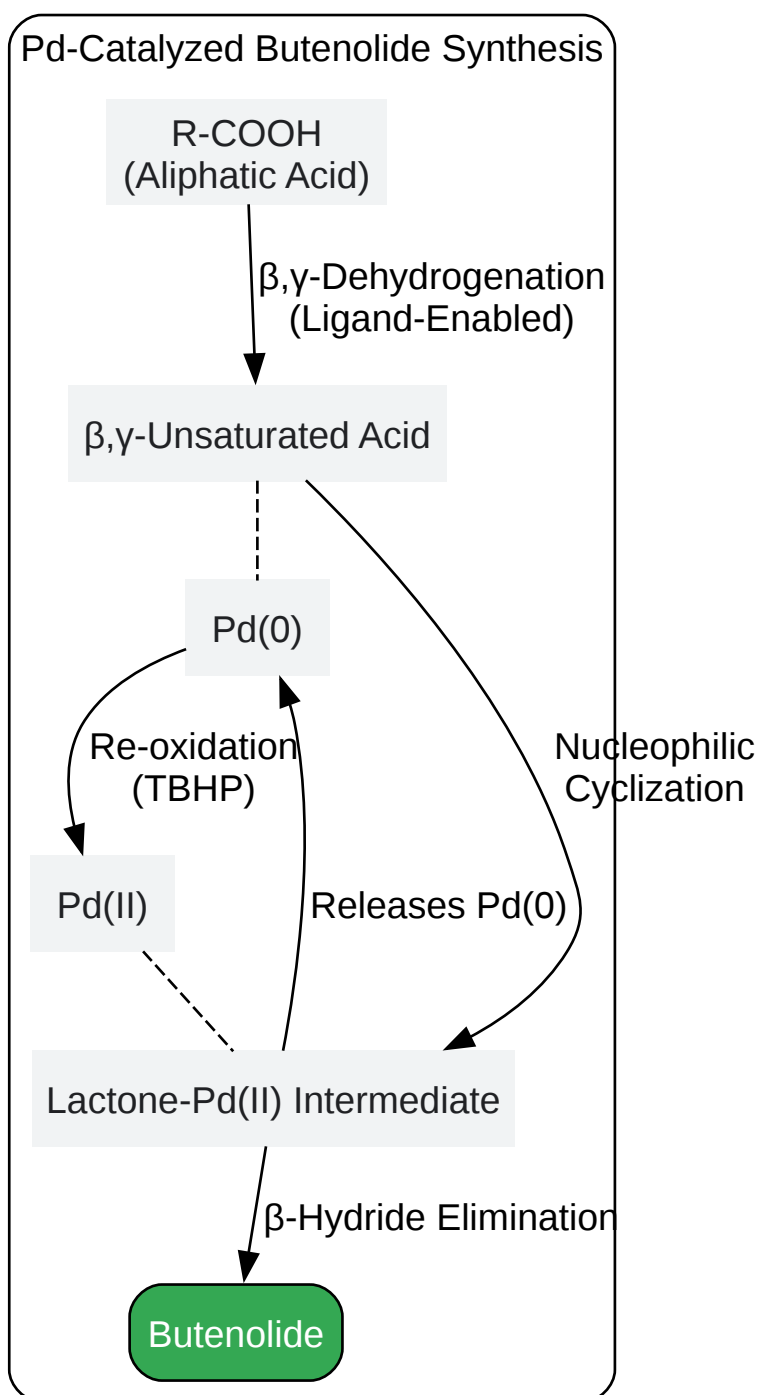 Pd-Catalyzed Butenolide Synthesis
R-COOH
(Aliphatic Acid)
β,γ-Dehydrogenation
(Ligand-Enabled)
β,γ-Unsaturated Acid
Pd(0)
Re-oxidation
(TBHP)
Nucleophilic
Cyclization
Pd(II)
Releases Pd(0)
Lactone-Pd(II) Intermediate
β-Hydride Elimination
Butenolide